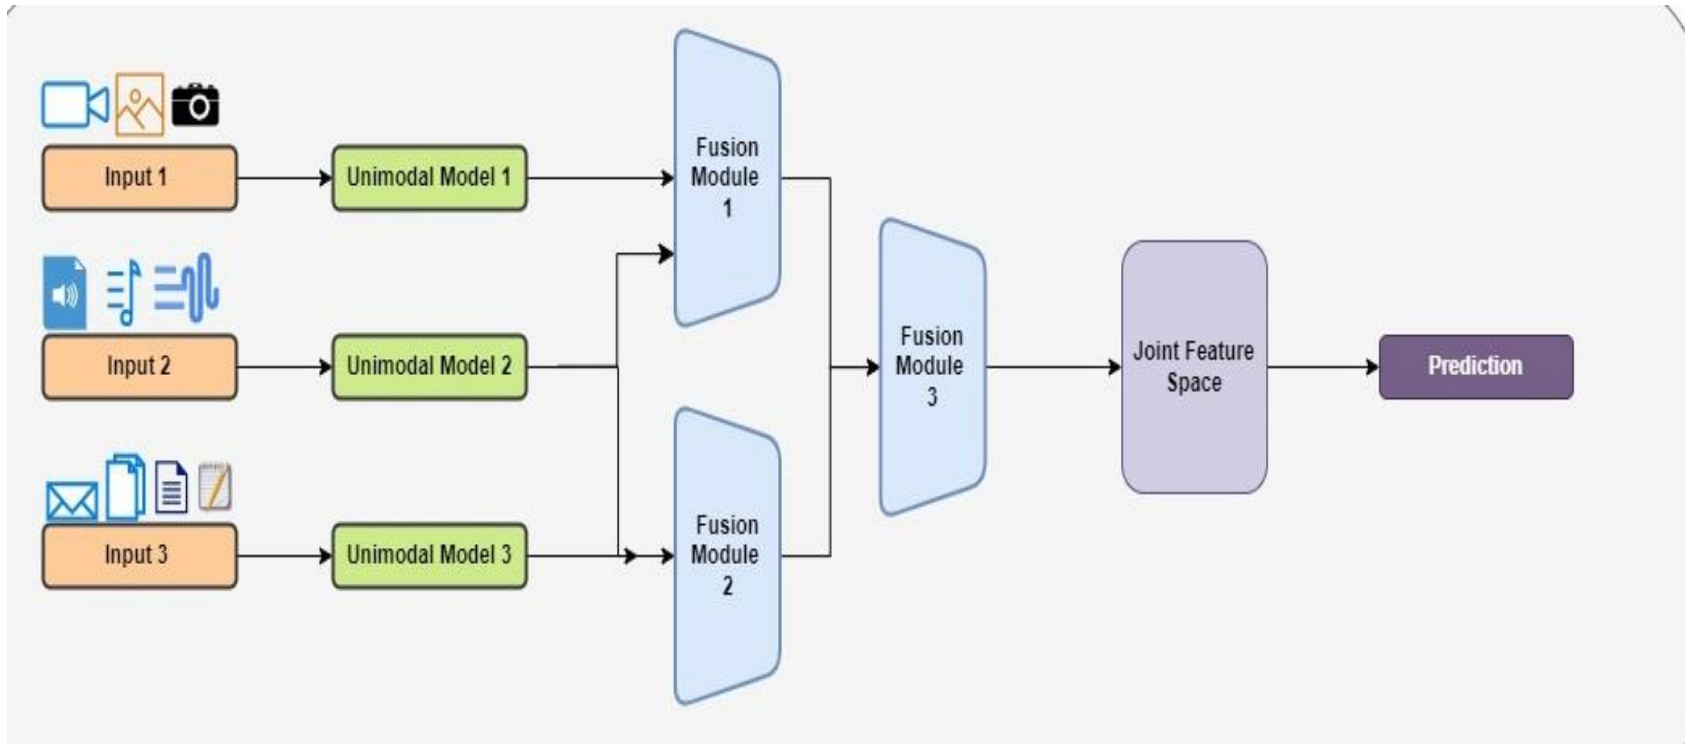 Input 1
Unimodal Model 1
Fusion
Module
1
Input 2
Unimodal Model 2
Input 3
Unimodal Model 3
Fusion
Module
2
Fusion
Module
3
Joint Feature
Space
Prediction